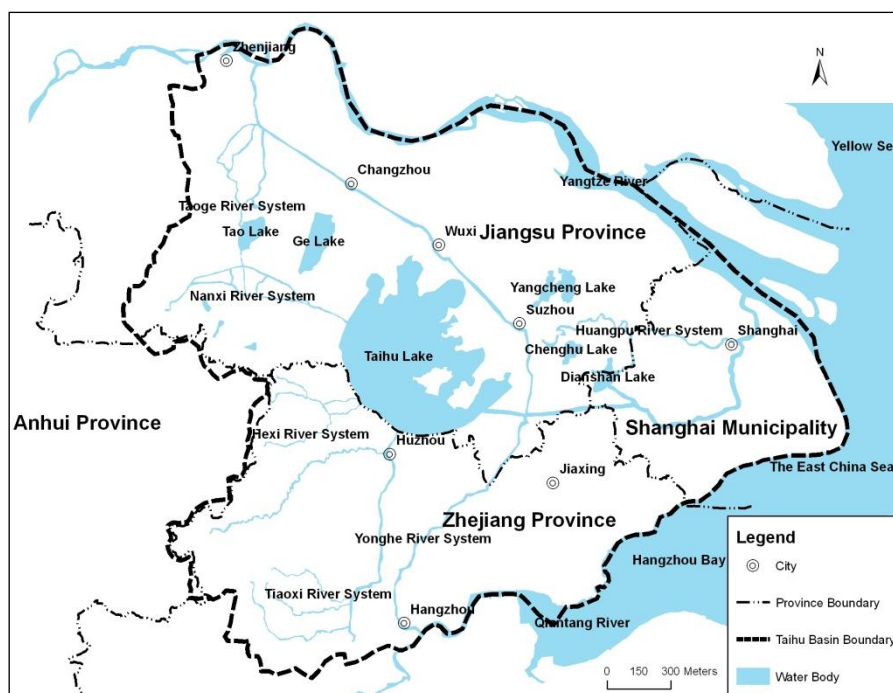 Zhenjiang
N
Yellow Se
Changzhou
Yangtze River
Taoge River System
Tao Lake
Ge Lake
Wuxi
Jiangsu Province
Yangcheng Lake
Nanxi River System
Suzhou
Huangpu River System
Shanghai
Taihu Lake
Chenghu Lake
Dianshan Lake
Anhui Province
Shanghai Municipality
Hexi River System
Huzhou
The East China Sea
Jiaxing
Zhejiang Province
Yonghe River System
Hangzhou Bay
Tiaoxi River System
Hangzhou
Qiantang River
Legend
City
Province Boundary
Taihu Basin Boundary
Water Body
0 150 300 Meters